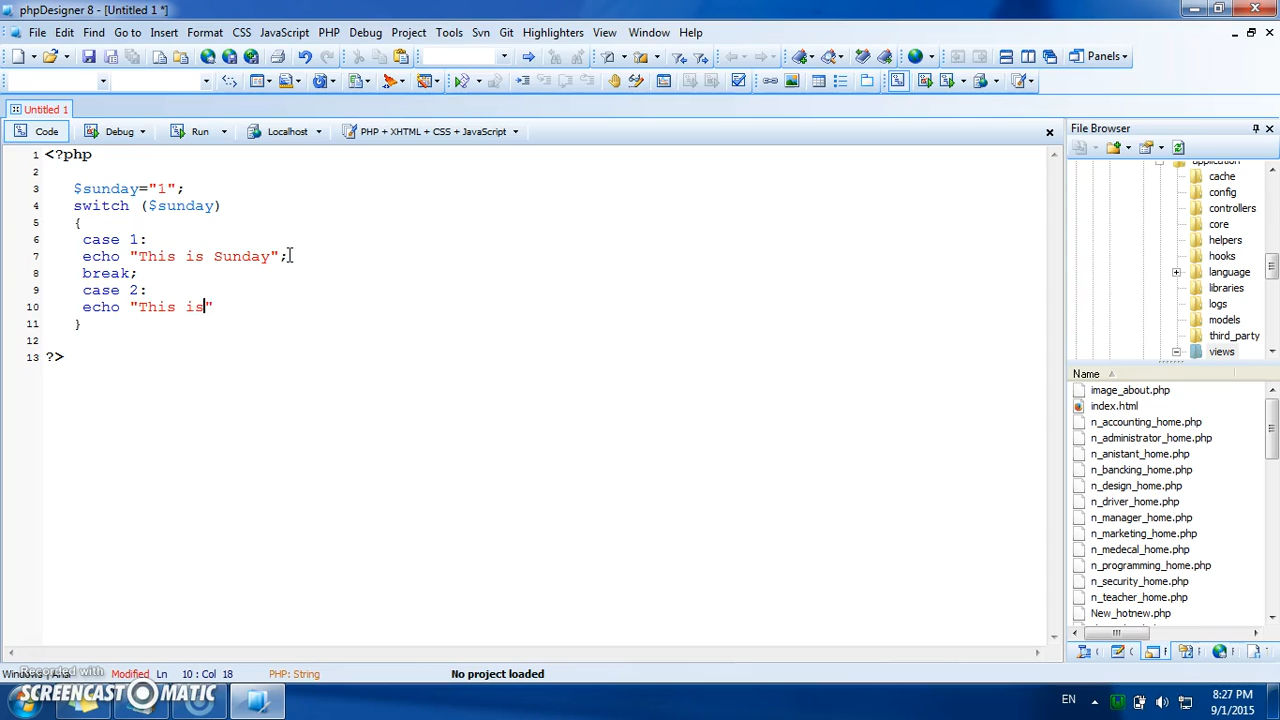 phpDesigner 8 - [Untitled 1 *]
File Edit Find Go to Insert Format CSS JavaScript PHP Debug Project Tools Svn Git Highlighters View Window Help
Panels
Untitled 1
Code Debug Run Localhost PHP + XHTML + CSS + JavaScript
1 <?php
2
3 $sunday="1";
4 switch ($sunday)
5 {
6 case 1:
7 echo "This is Sunday";
8 break;
9 case 2:
10 echo "This is"
11 }
12
13 ?>
File Browser
application
cache
config
controllers
core
helpers
hooks
language
libraries
logs
models
third_party
views
Name
image_about.php
index.html
n_accounting_home.php
n_administrator_home.php
n_anistant_home.php
n_bancking_home.php
n_design_home.php
n_driver_home.php
n_manager_home.php
n_marketing_home.php
n_medecal_home.php
n_programming_home.php
n_security_home.php
n_teacher_home.php
New_hotnew.php
Modified Ln 10 : Col 18 PHP: String No project loaded
Recorded with
SCREENCAST MATIC
EN
8:27 PM
9/1/2015